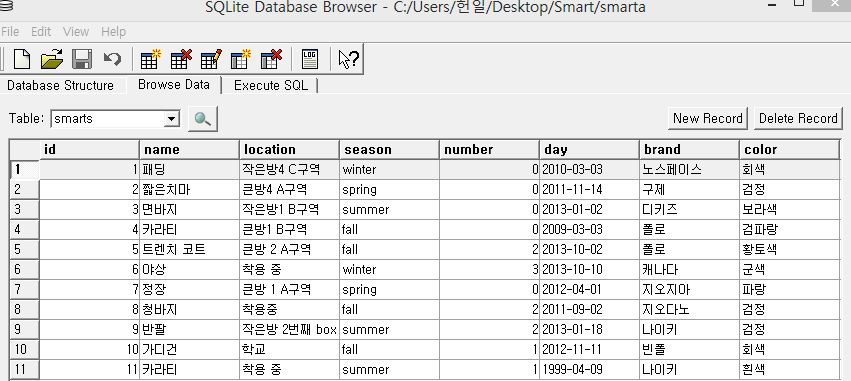 SQLite Database Browser - C:/Users/헌일/Desktop/Smart/smarta
File Edit View Help
LOG
Database Structure Browse Data Execute SQL
Table: smarts New Record Delete Record
id name location season number day brand color
1 1 패딩 작은방4 C구역 winter 0 2010-03-03 노스페이스 회색
2 2 짧은치마 큰방4 A구역 spring 0 2011-11-14 구제 검정
3 3 면바지 작은방1 B구역 summer 0 2013-01-02 디키즈 보라색
4 4 카라티 큰방1 B구역 fall 0 2009-03-03 폴로 검파랑
5 5 트렌치 코트 큰방 2 A구역 fall 2 2013-10-02 폴로 황토색
6 6 야상 착용 중 winter 3 2013-10-10 캐나다 군색
7 7 정장 큰방 1 A구역 spring 0 2012-04-01 지오지아 파랑
8 8 청바지 착용중 fall 2 2011-09-02 지오다노 검정
9 9 반팔 작은방 2번째 box summer 2 2013-01-18 나이키 검정
10 10 가디건 학교 fall 1 2012-11-11 빈폴 회색
11 11 카라티 착용 중 summer 1 1999-04-09 나이키 흰색